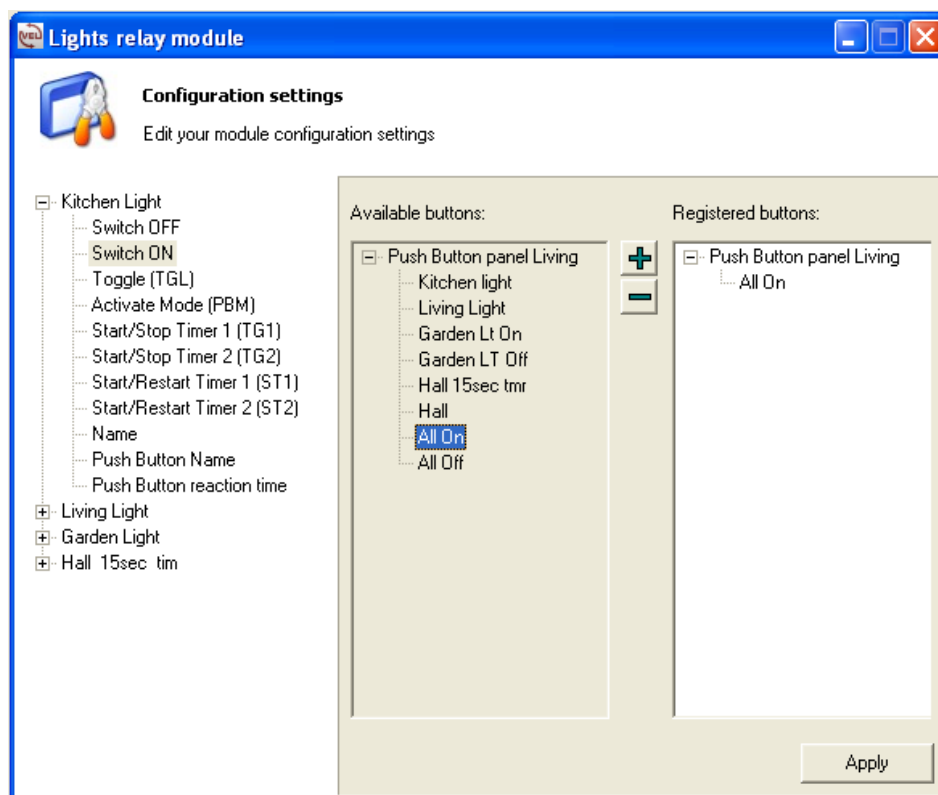 VEL Lights relay module
Configuration settings
Edit your module configuration settings
Kitchen Light
Switch OFF
Switch ON
Toggle (TGL)
Activate Mode (PBM)
Start/Stop Timer 1 (TG1)
Start/Stop Timer 2 (TG2)
Start/Restart Timer 1 (ST1)
Start/Restart Timer 2 (ST2)
Name
Push Button Name
Push Button reaction time
Living Light
Garden Light
Hall 15sec tim
Available buttons:
Push Button panel Living
Kitchen light
Living Light
Garden Lt On
Garden LT Off
Hall 15sec tmr
Hall
All On
All Off
Registered buttons:
Push Button panel Living
All On
Apply